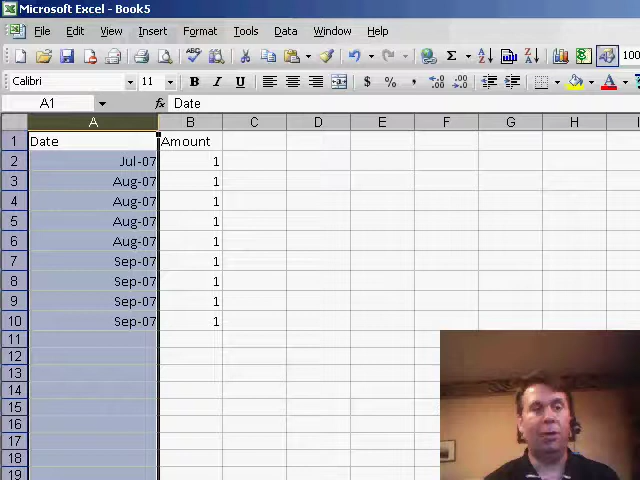 Microsoft Excel - Book5
File Edit View Insert Format Tools Data Window Help
Calibri 11 B I U $ %
A1 fx Date
A B C D E F G H
1 Date Amount
2 Jul-07 1
3 Aug-07 1
4 Aug-07 1
5 Aug-07 1
6 Aug-07 1
7 Sep-07 1
8 Sep-07 1
9 Sep-07 1
10 Sep-07 1
11
12
13
14
15
16
17
18
19